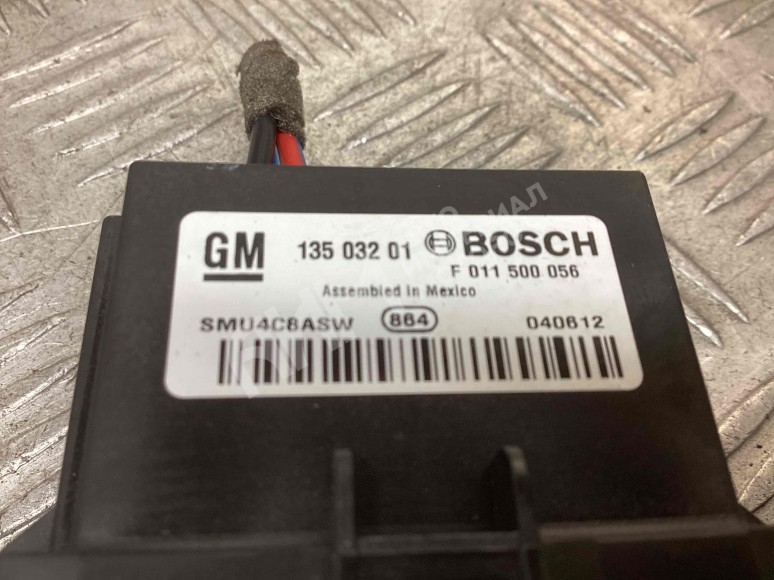 GM 135 032 01 BOSCH
F 011 500 056
Assembled in Mexico
SMU4C8ASW 864 040612